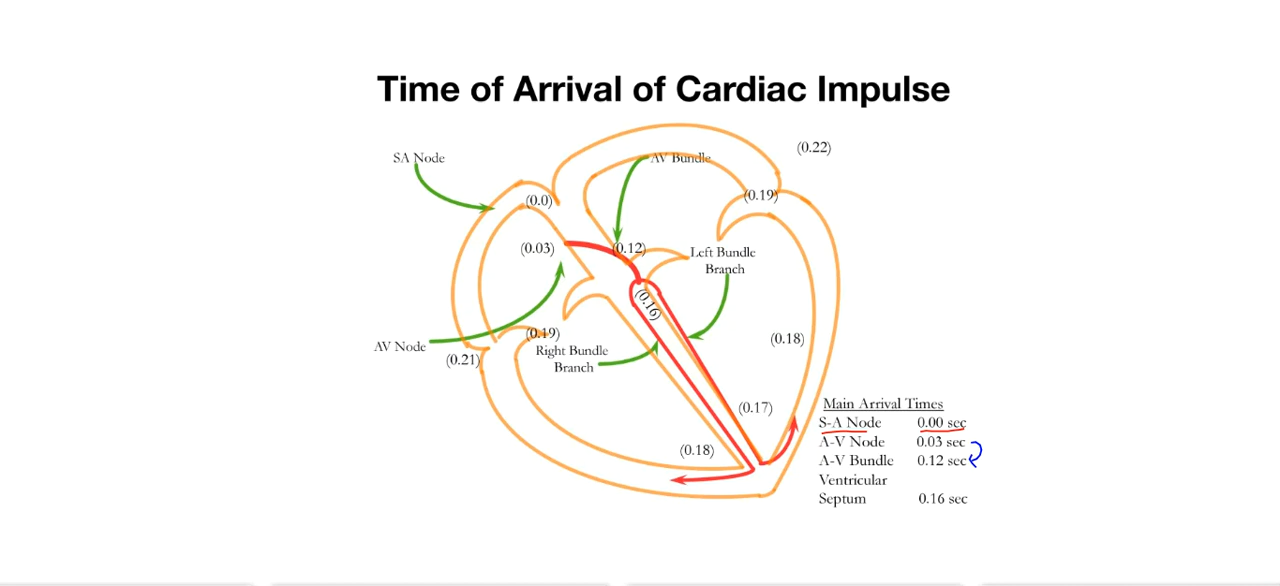 Time of Arrival of Cardiac Impulse
SA Node
AV Bundle
(0.22)
(0.0)
(0.19)
(0.03)
(0.12)
Left Bundle
Branch
(0.16)
AV Node
(0.19)
(0.21)
Right Bundle
Branch
(0.18)
(0.17)
(0.18)
Main Arrival Times
S-A Node 0.00 sec
A-V Node 0.03 sec
A-V Bundle 0.12 sec
Ventricular
Septum 0.16 sec